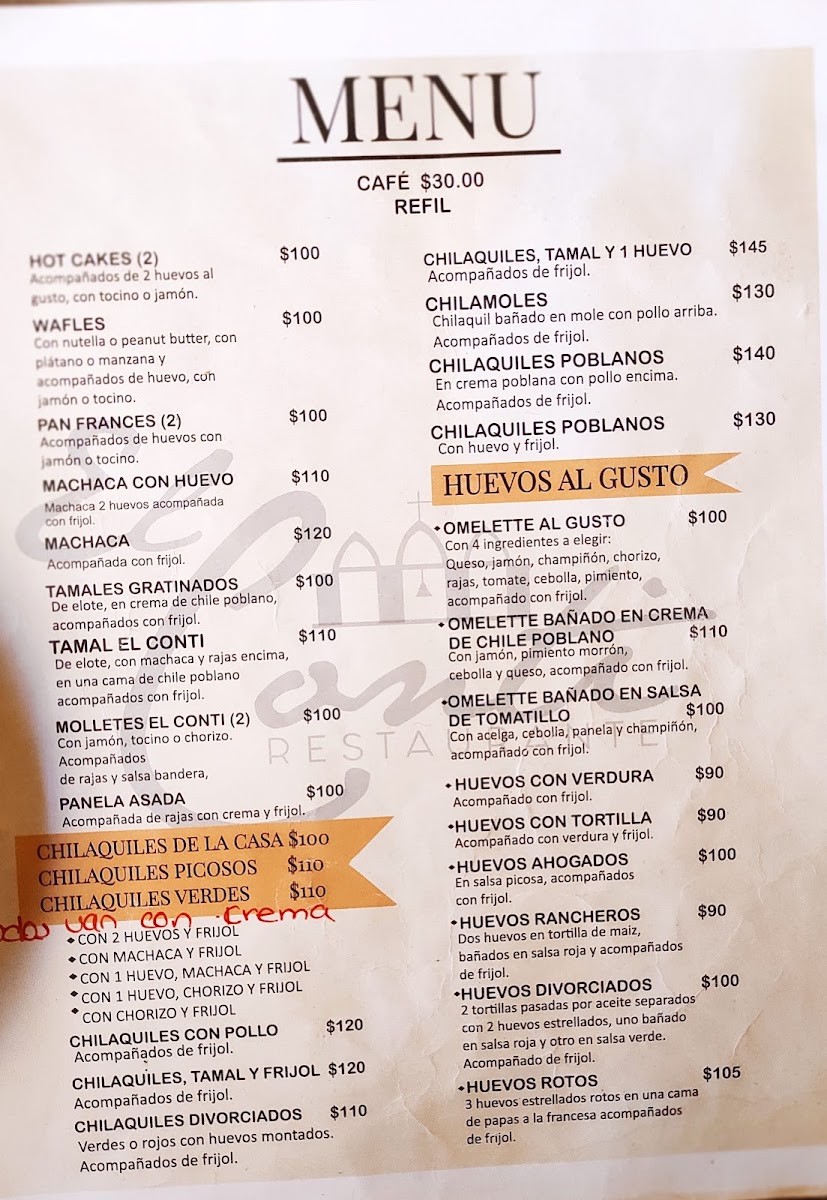 MENU
CAFÉ $30.00
REFIL
HOT CAKES (2) $100
Acompañados de 2 huevos al
gusto, con tocino o jamón.
WAFLES $100
Con nutella o peanut butter, con
plátano o manzana y
acompañados de huevo, con
jamón o tocino.
PAN FRANCES (2) $100
Acompañados de huevos con
jamón o tocino.
MACHACA CON HUEVO $110
Machaca 2 huevos acompañada
con frijol.
MACHACA $120
Acompañada con frijol.
TAMALES GRATINADOS $100
De elote, en crema de chile poblano,
acompañados con frijol.
TAMAL EL CONTI $110
De elote, con machaca y rajas encima,
en una cama de chile poblano
acompañados con frijol.
MOLLETES EL CONTI (2) $100
Con jamón, tocino o chorizo.
Acompañados
de rajas y salsa bandera,
PANELA ASADA $100
Acompañada de rajas con crema y frijol.
CHILAQUILES DE LA CASA $100
CHILAQUILES PICOSOS $110
CHILAQUILES VERDES $110
van con crema
CON 2 HUEVOS Y FRIJOL
CON MACHACA Y FRIJOL
CON 1 HUEVO, MACHACA Y FRIJOL
CON 1 HUEVO, CHORIZO Y FRIJOL
CON CHORIZO Y FRIJOL
CHILAQUILES CON POLLO $120
Acompañados de frijol.
CHILAQUILES, TAMAL Y FRIJOL $120
Acompañados de frijol.
CHILAQUILES DIVORCIADOS $110
Verdes o rojos con huevos montados.
Acompañados de frijol.
CHILAQUILES, TAMAL Y 1 HUEVO $145
Acompañados de frijol.
CHILAMOLES $130
Chilaquil bañado en mole con pollo arriba.
Acompañados de frijol.
CHILAQUILES POBLANOS $140
En crema poblana con pollo encima.
Acompañados de frijol.
CHILAQUILES POBLANOS $130
Con huevo y frijol.
HUEVOS AL GUSTO
OMELETTE AL GUSTO $100
Con 4 ingredientes a elegir:
Queso, jamón, champiñón, chorizo,
rajas, tomate, cebolla, pimiento,
acompañado con frijol.
OMELETTE BAÑADO EN CREMA
DE CHILE POBLANO $110
Con jamón, pimiento morrón,
cebolla y queso, acompañado con frijol.
OMELETTE BAÑADO EN SALSA
DE TOMATILLO $100
Con acelga, cebolla, panela y champiñón,
acompañado con frijol.
HUEVOS CON VERDURA $90
Acompañado con frijol.
HUEVOS CON TORTILLA $90
Acompañado con verdura y frijol.
HUEVOS AHOGADOS $100
En salsa picosa, acompañados
con frijol.
HUEVOS RANCHEROS $90
Dos huevos en tortilla de maiz,
bañados en salsa roja y acompañados
de frijol.
HUEVOS DIVORCIADOS $100
2 tortillas pasadas por aceite separados
con 2 huevos estrellados, uno bañado
en salsa roja y otro en salsa verde.
Acompañado de frijol.
HUEVOS ROTOS $105
3 huevos estrellados rotos en una cama
de papas a la francesa acompañados
de frijol.
El Conti
RESTAURANTE